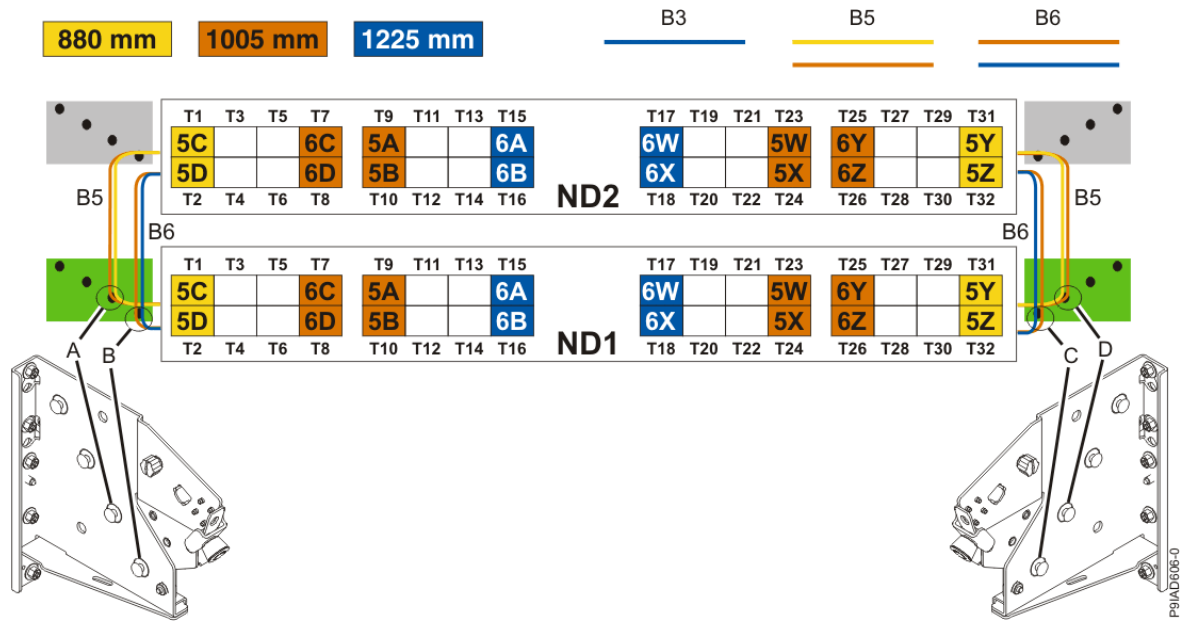 880 mm 1005 mm 1225 mm B3 B5 B6
T1 T3 T5 T7 T9 T11 T13 T15 T17 T19 T21 T23 T25 T27 T29 T31
5C 6C 5A 6A 6W 5W 6Y 5Y
5D 6D 5B 6B 6X 5X 6Z 5Z
T2 T4 T6 T8 T10 T12 T14 T16 ND2 T18 T20 T22 T24 T26 T28 T30 T32
B5 B5
B6 B6
T1 T3 T5 T7 T9 T11 T13 T15 T17 T19 T21 T23 T25 T27 T29 T31
5C 6C 5A 6A 6W 5W 6Y 5Y
5D 6D 5B 6B 6X 5X 6Z 5Z
T2 T4 T6 T8 T10 T12 T14 T16 ND1 T18 T20 T22 T24 T26 T28 T30 T32
A B C D
P9IAD606-0